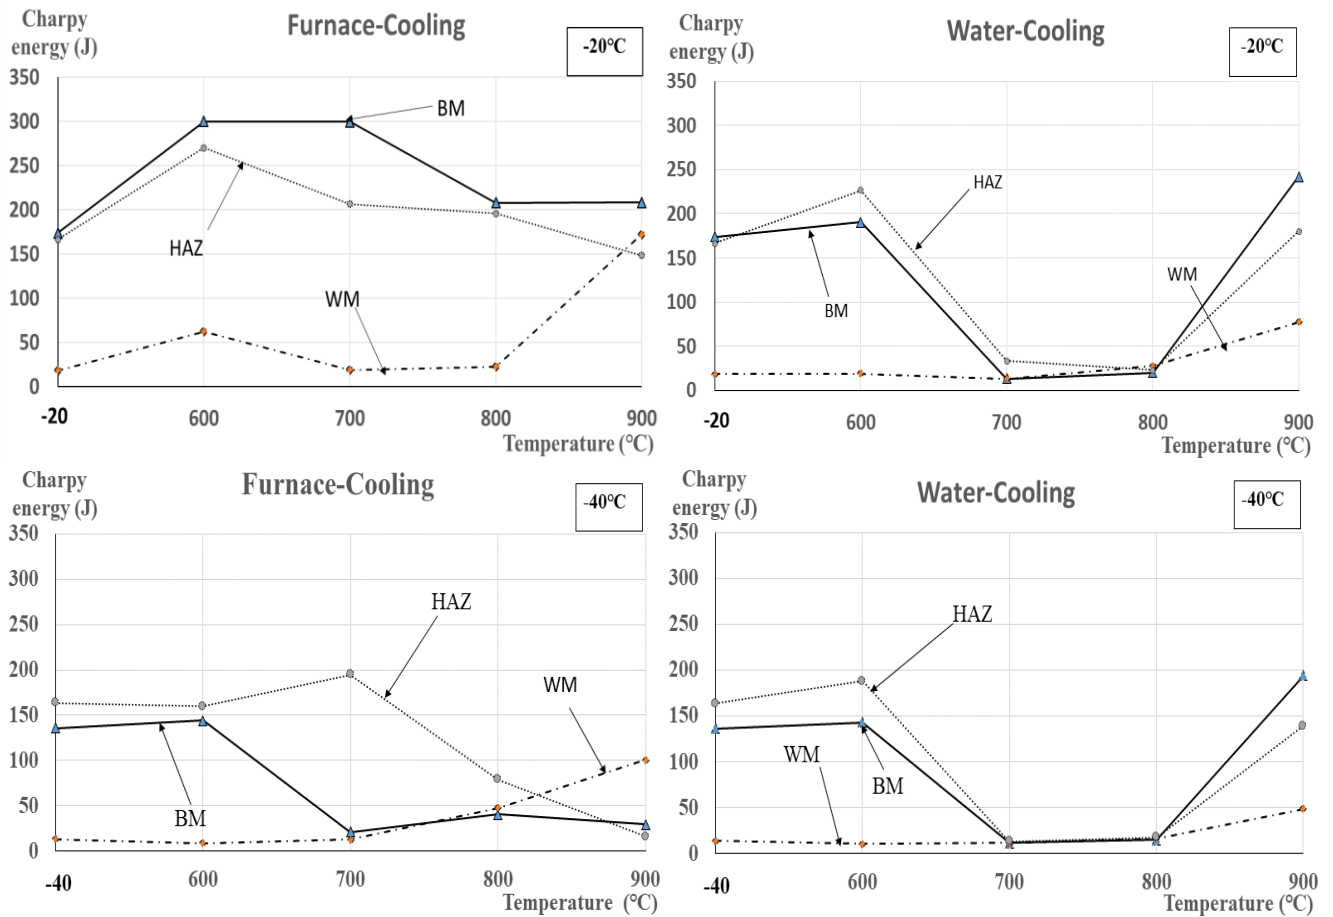 Charpy
energy (J)
Furnace-Cooling
-20°C
350
300
250
200
150
100
50
0
BM
HAZ
WM
-20
600
700
800
900
Temperature (°C)
Charpy
energy (J)
Water-Cooling
-20°C
350
300
250
200
150
100
50
0
HAZ
BM
WM
-20
600
700
800
900
Temperature (°C)
Charpy
energy (J)
Furnace-Cooling
-40°C
350
300
250
200
150
100
50
0
HAZ
WM
BM
-40
600
700
800
900
Temperature (°C)
Charpy
energy (J)
Water-Cooling
-40°C
350
300
250
200
150
100
50
0
HAZ
WM
BM
-40
600
700
800
900
Temperature (°C)